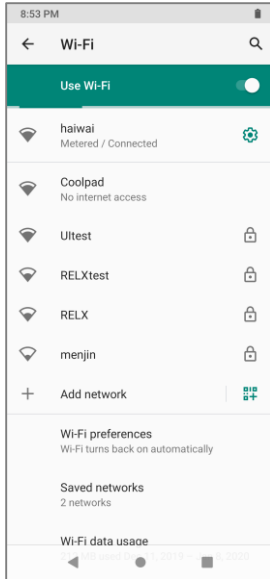 8:53 PM
Wi-Fi
Use Wi-Fi
haiwai
Metered / Connected
Coolpad
No internet access
UItest
RELXtest
RELX
menjin
Add network
Wi-Fi preferences
Wi-Fi turns back on automatically
Saved networks
2 networks
Wi-Fi data usage